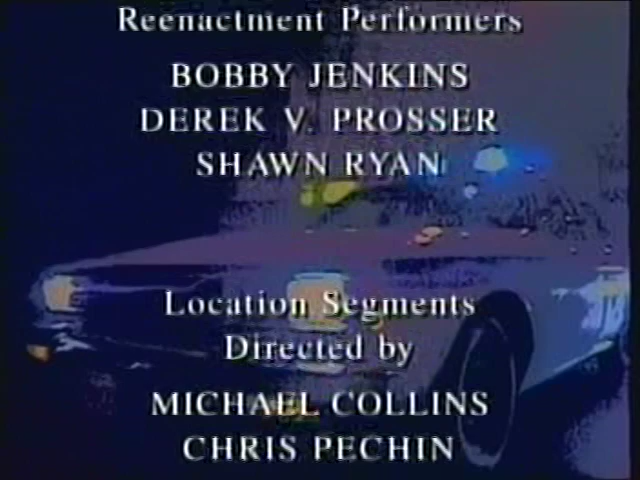 Reenactment Performers
BOBBY JENKINS
DEREK V. PROSSER
SHAWN RYAN
Location Segments
Directed by
MICHAEL COLLINS
CHRIS PECHIN